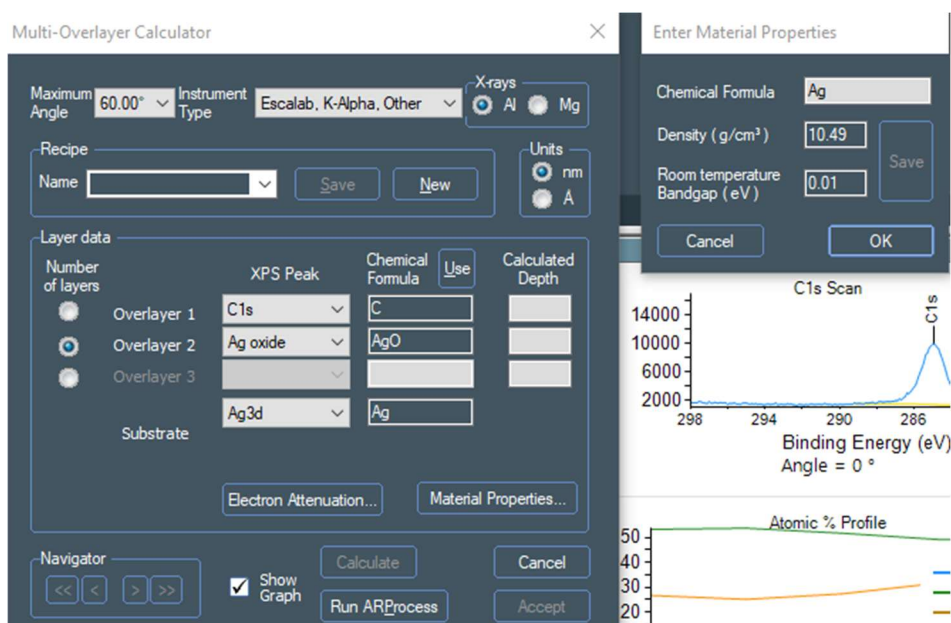 Multi-Overlayer Calculator
Maximum Angle 60.00° Instrument Type Escalab, K-Alpha, Other X-rays Al Mg
Recipe
Name Save New
Units
nm
Å
Layer data
Number of layers XPS Peak Chemical Formula Use Calculated Depth
Overlayer 1 C1s C
Overlayer 2 Ag oxide AgO
Overlayer 3
Substrate Ag3d Ag
Electron Attenuation... Material Properties...
Navigator
<< < > >>
Show Graph
Calculate Cancel
Run ARProcess Accept
Enter Material Properties
Chemical Formula Ag
Density ( g/cm³ ) 10.49
Room temperature Bandgap ( eV ) 0.01
Save
Cancel OK
C1s Scan
C1s
14000
10000
6000
2000
298 294 290 286
Binding Energy (eV)
Angle = 0 °
Atomic % Profile
50
40
30
20